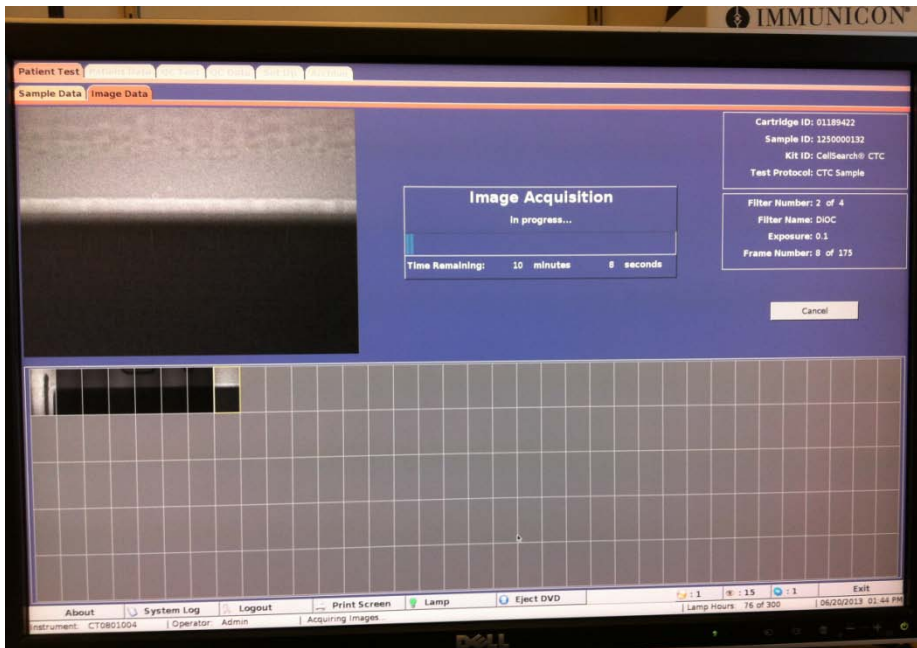 IMMUNICON®
Patient Test
Sample Data Image Data
Cartridge ID: 01189422
Sample ID: 1250000132
Kit ID: CellSearch® CTC
Test Protocol: CTC Sample
Image Acquisition
In progress...
Time Remaining: 10 minutes 8 seconds
Filter Number: 2 of 4
Filter Name: DiOC
Exposure: 0.1
Frame Number: 8 of 175
Cancel
About System Log Logout Print Screen Lamp Eject DVD : 1 : 15 : 1 Exit
Instrument: CT0801004 Operator: Admin Acquiring Images... Lamp Hours: 76 of 300 06/20/2013 01:44 PM
DELL